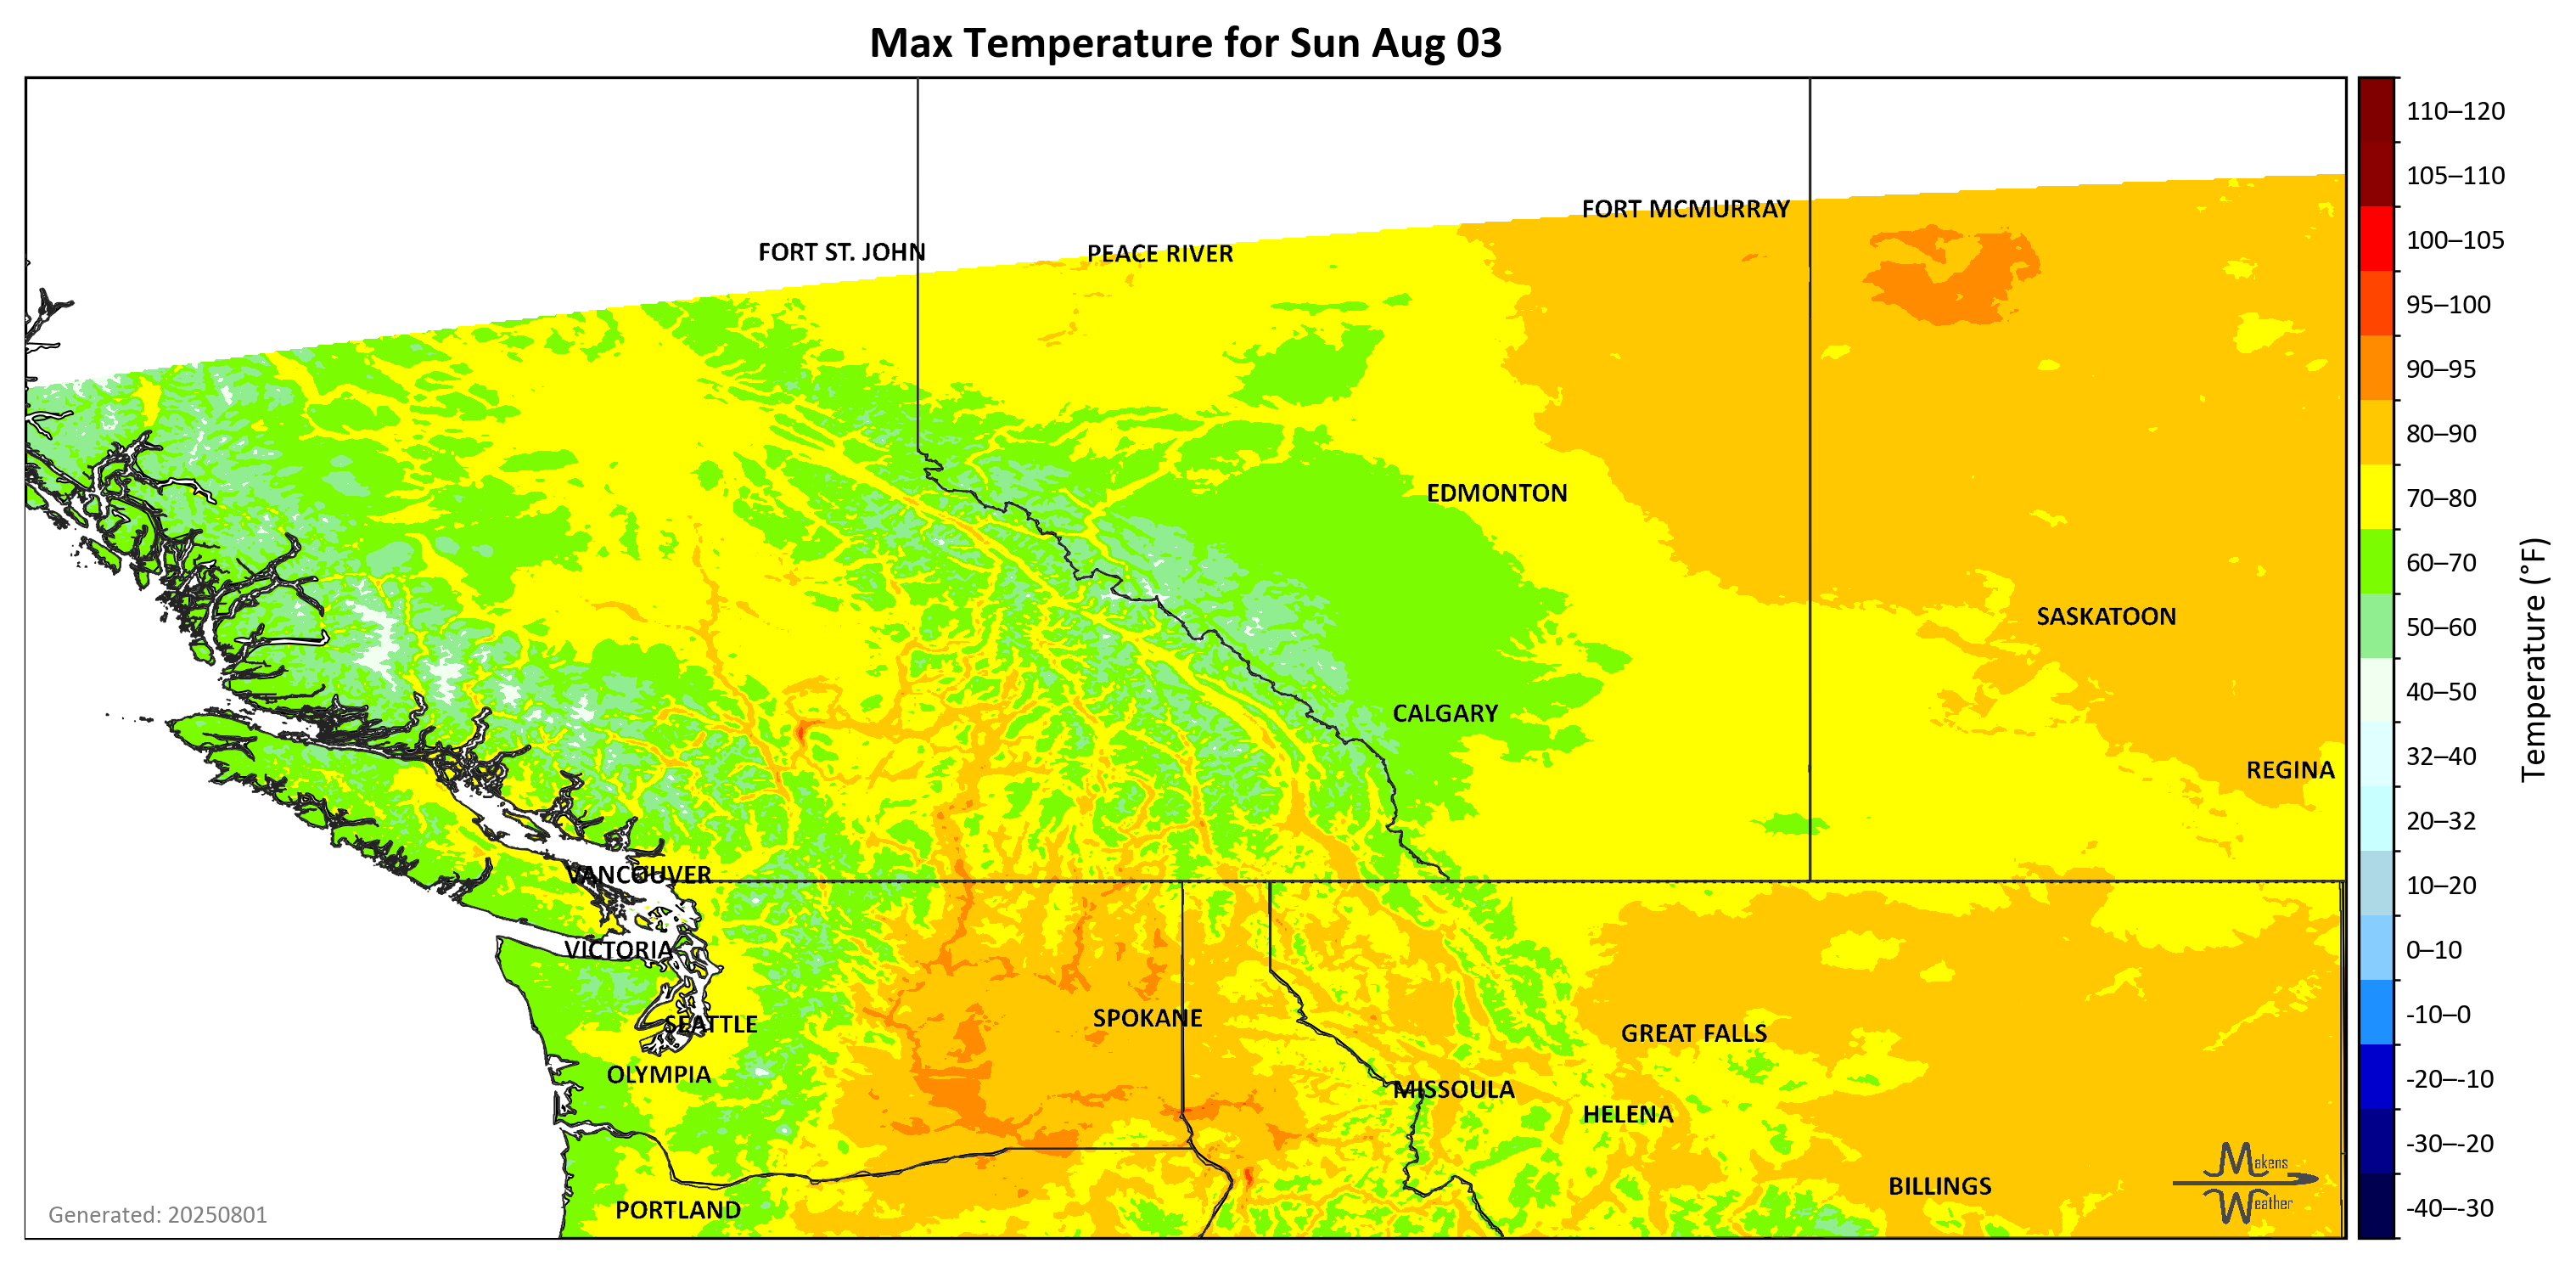 Max Temperature for Sun Aug 03
110–120
105–110
100–105
95–100
90–95
80–90
70–80
60–70
50–60
40–50
32–40
20–32
10–20
0–10
-10–0
-20–-10
-30–-20
-40–-30
Temperature (°F)
FORT MCMURRAY
FORT ST. JOHN
PEACE RIVER
EDMONTON
SASKATOON
CALGARY
REGINA
VANCOUVER
VICTORIA
SEATTLE
SPOKANE
GREAT FALLS
OLYMPIA
MISSOULA
HELENA
BILLINGS
PORTLAND
Makens
Weather
Generated: 20250801